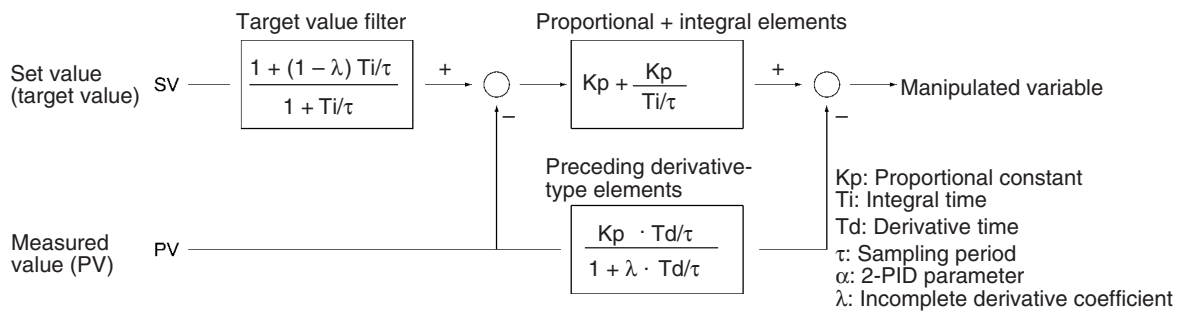 Target value filter
Proportional + integral elements
Set value
(target value)
SV
1 + (1 – λ) Ti/τ
1 + Ti/τ
+
–
Kp + Kp
Ti/τ
+
–
Manipulated variable
Preceding derivative-
type elements
Measured
value (PV)
PV
Kp · Td/τ
1 + λ · Td/τ
Kp: Proportional constant
Ti: Integral time
Td: Derivative time
τ: Sampling period
α: 2-PID parameter
λ: Incomplete derivative coefficient